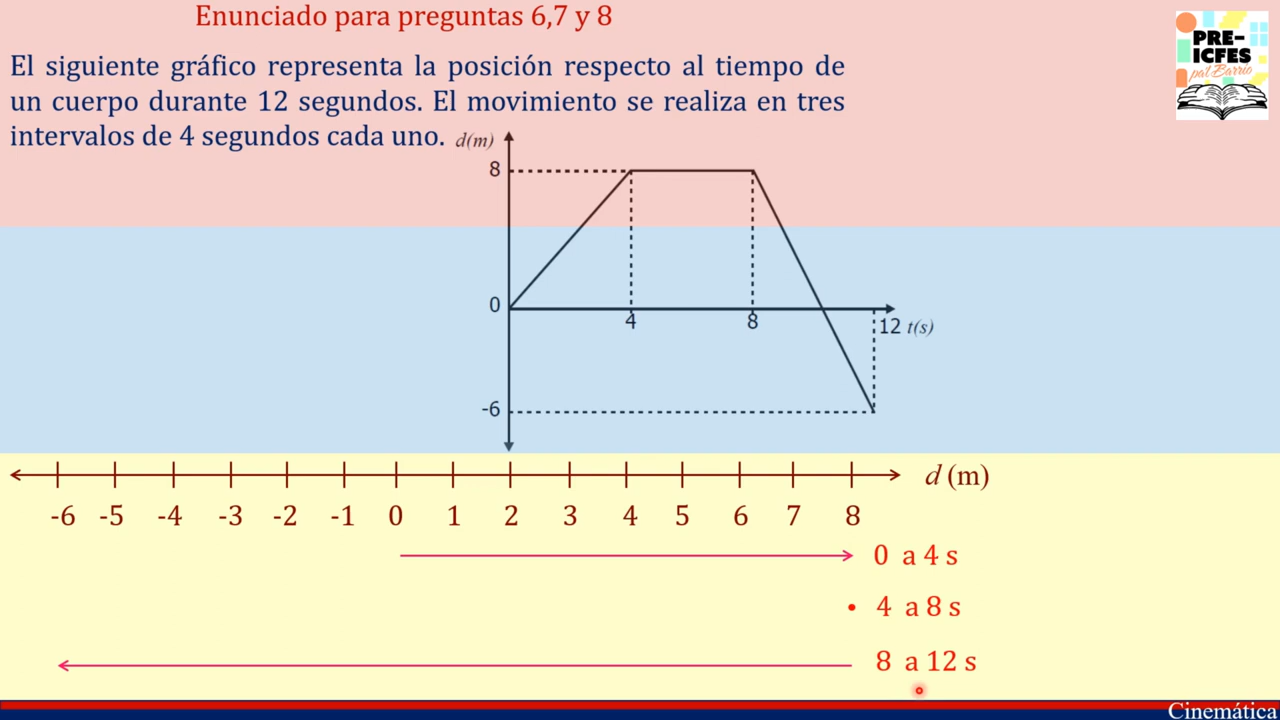 Enunciado para preguntas 6,7 y 8
PRE-
ICFES
pal Barrio
El siguiente gráfico representa la posición respecto al tiempo de
un cuerpo durante 12 segundos. El movimiento se realiza en tres
intervalos de 4 segundos cada uno.
d(m)
8
0
4
8
12 t(s)
-6
d (m)
-6 -5 -4 -3 -2 -1 0 1 2 3 4 5 6 7 8
0 a 4 s
4 a 8 s
8 a 12 s
Cinemática